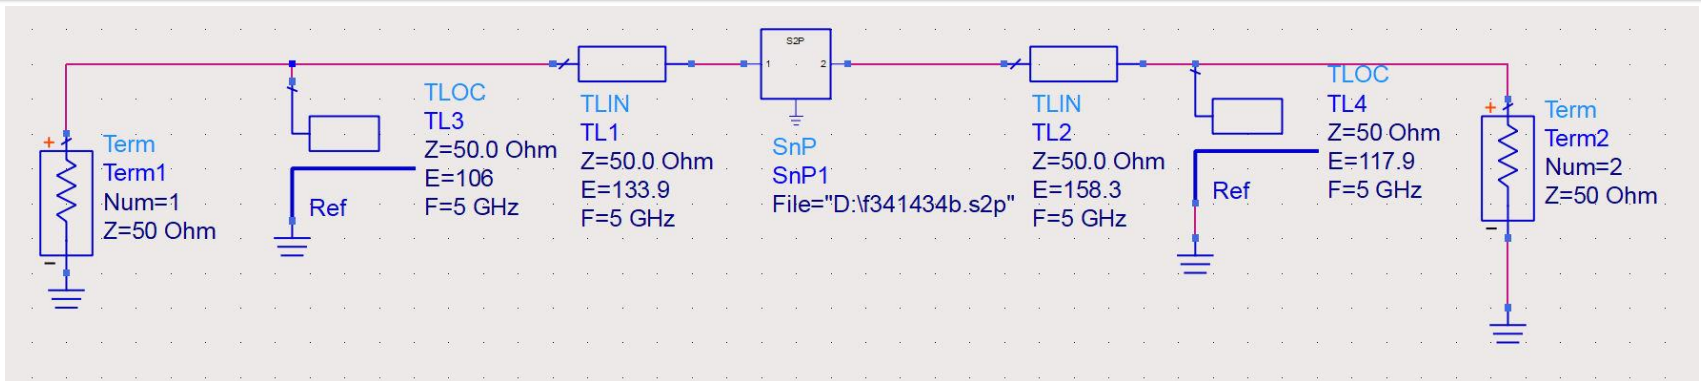 +
Term
Term1
Num=1
Z=50 Ohm
−
Ref
TLOC
TL3
Z=50.0 Ohm
E=106
F=5 GHz
TLIN
TL1
Z=50.0 Ohm
E=133.9
F=5 GHz
S2P
1 2
SnP
SnP1
File="D:\f341434b.s2p"
TLIN
TL2
Z=50.0 Ohm
E=158.3
F=5 GHz
Ref
TLOC
TL4
Z=50 Ohm
E=117.9
F=5 GHz
+
Term
Term2
Num=2
Z=50 Ohm
−